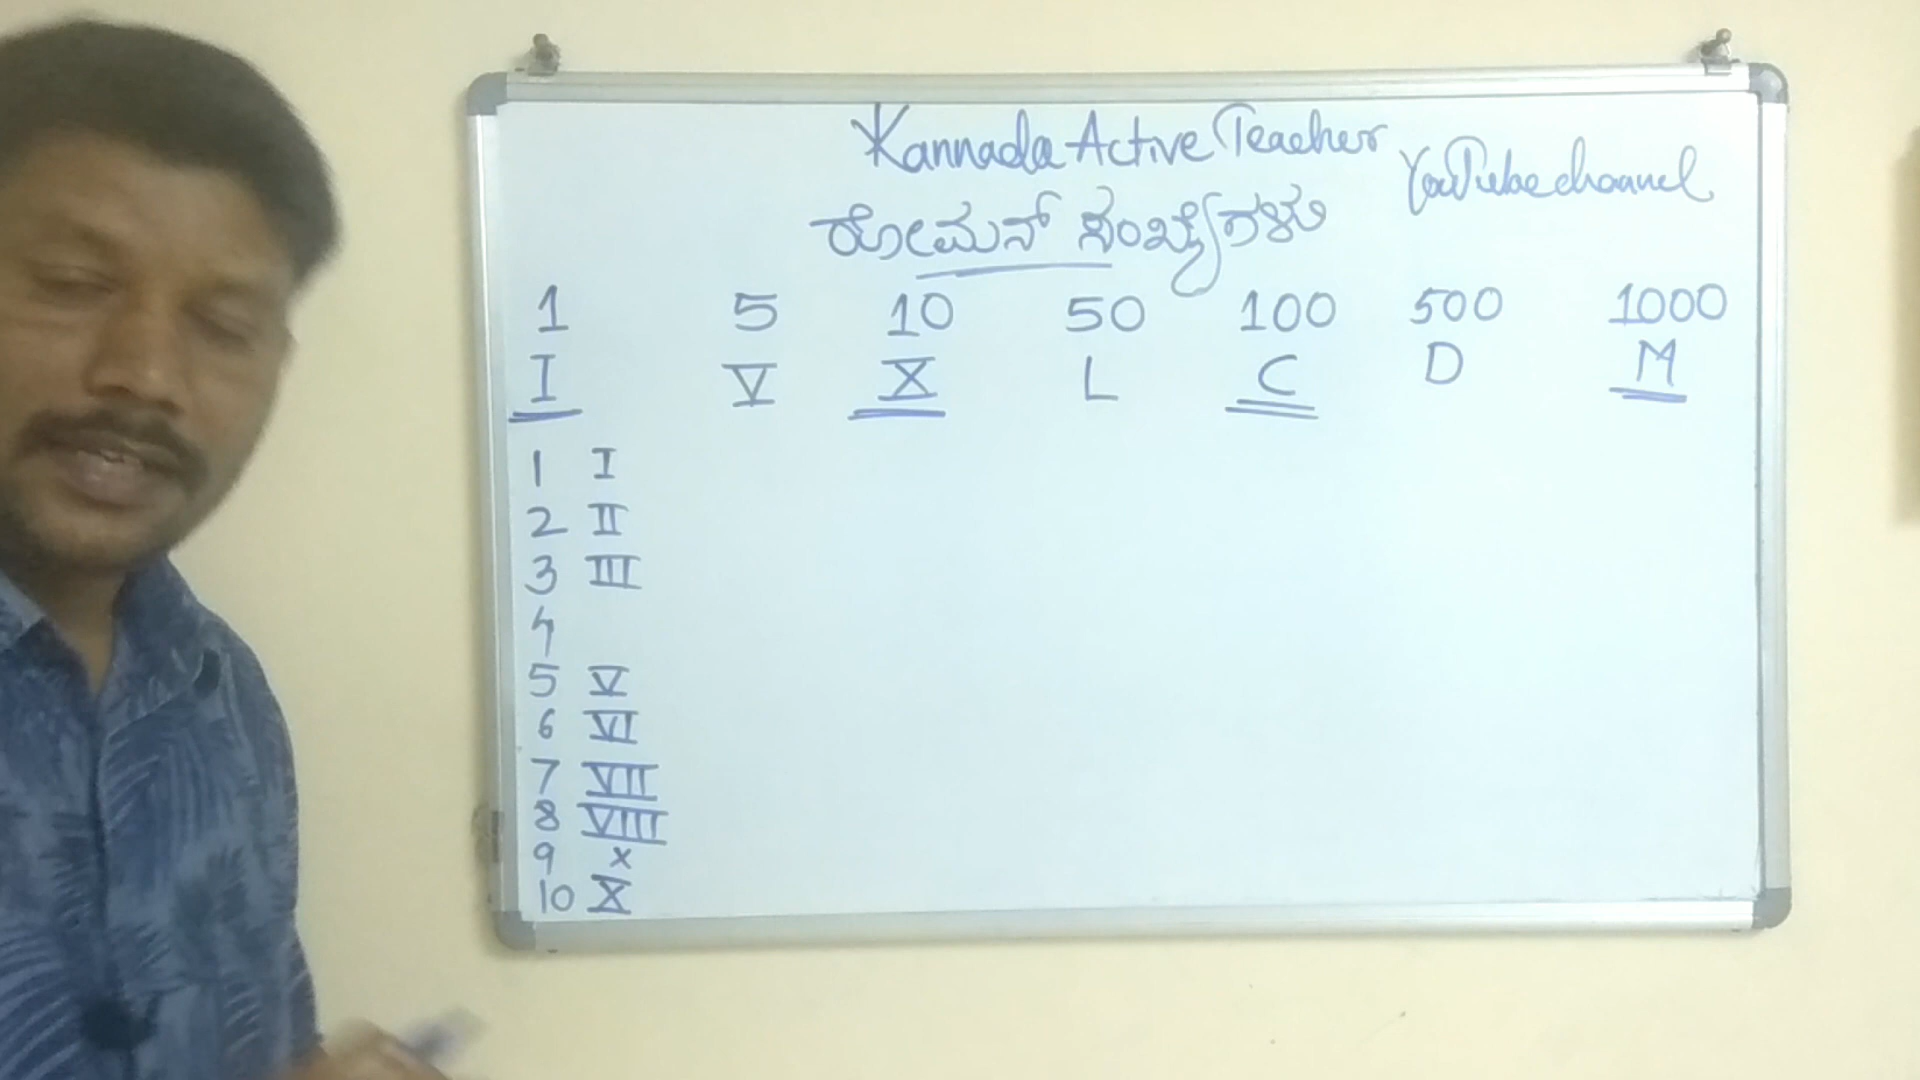 Kannada Active Teacher YouTube channel
ರೋಮನ್ ಸಂಖ್ಯೆಗಳು
1 5 10 50 100 500 1000
I V X L C D M
1 I
2 II
3 III
4
5 V
6 VI
7 VII
8 VIII
9 x
10 X